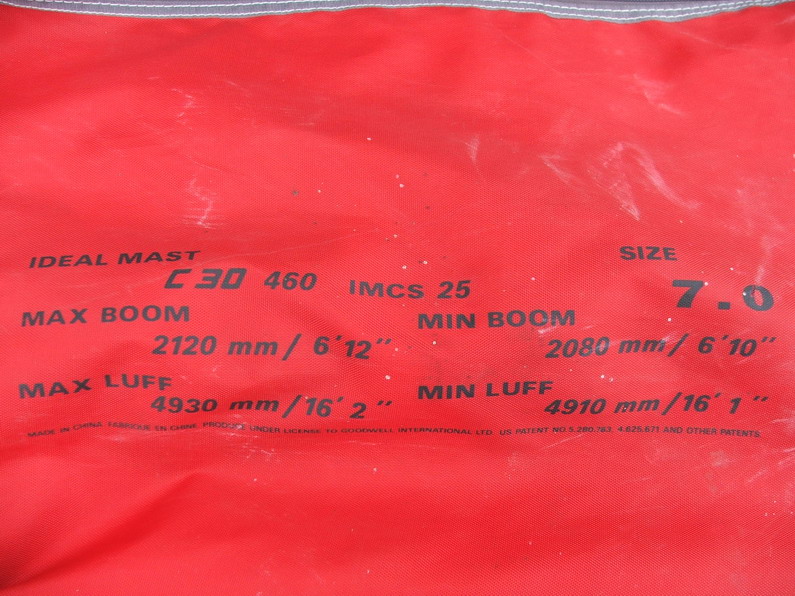 IDEAL MAST SIZE
C 30 460 IMCS 25 7.0
MAX BOOM MIN BOOM
2120 mm/ 6'12" 2080 mm/ 6'10"
MAX LUFF MIN LUFF
4930 mm/16' 2" 4910 mm/16' 1"
MADE IN CHINA. FABRIQUE EN CHINE. PRODUCT UNDER LICENSE TO GOODWELL INTERNATIONAL LTD. US PATENT NO.5,280,763, 4,625,671 AND OTHER PATENTS.